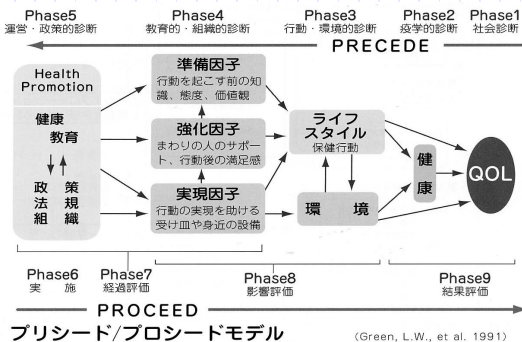 Phase5 Phase4 Phase3 Phase2 Phase1
運営・政策的診断 教育的・組織的診断 行動・環境的診断 疫学的診断 社会診断
PRECEDE
Health
Promotion
健康
教育
政 策
法 規
組 織
準備因子
行動を起こす前の知
識、態度、価値観
強化因子
まわりの人のサポー
ト、行動後の満足感
実現因子
行動の実現を助ける
受け皿や身近の設備
ライフ
スタイル
保健行動
環 境
健
康
QOL
Phase6 Phase7 Phase8 Phase9
実 施 経過評価 影響評価 結果評価
PROCEED
プリシード/プロシードモデル
(Green, L.W., et al. 1991)